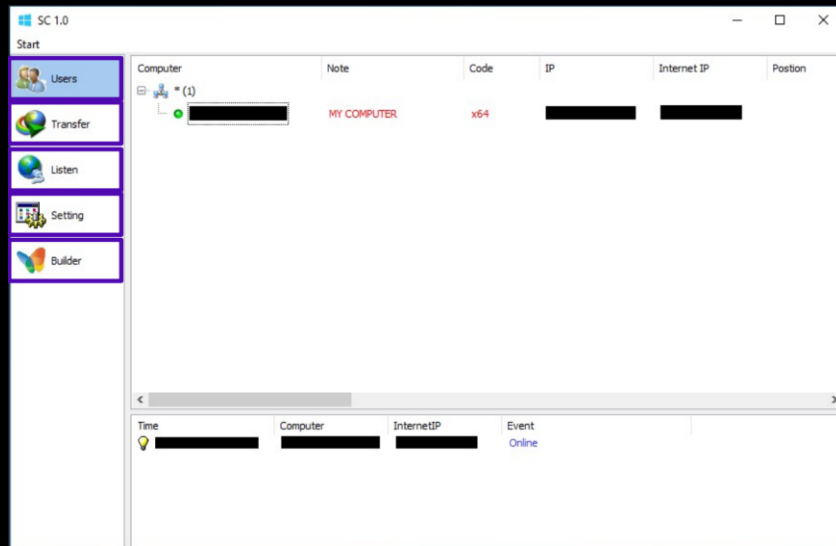 SC 1.0
Start
Users
Transfer
Listen
Setting
Builder
Computer Note Code IP Internet IP Postion
* (1)
MY COMPUTER x64
Time Computer InternetIP Event
Online